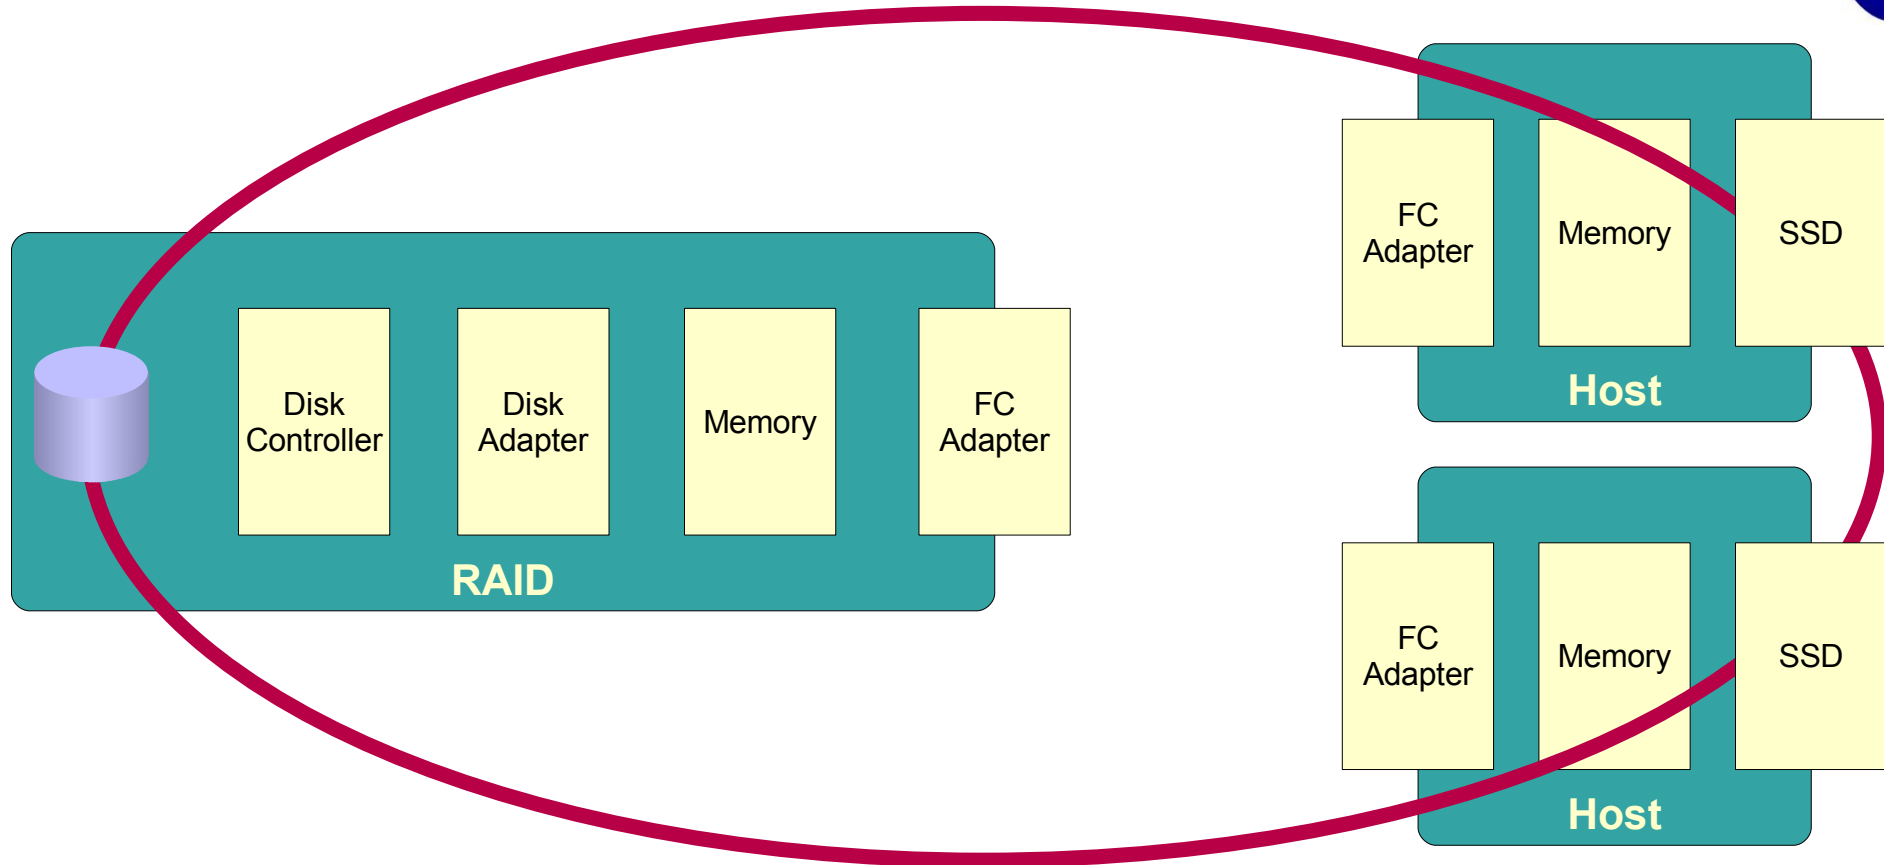 FC
Adapter
Memory
SSD
Host
Disk
Controller
Disk
Adapter
Memory
FC
Adapter
RAID
FC
Adapter
Memory
SSD
Host